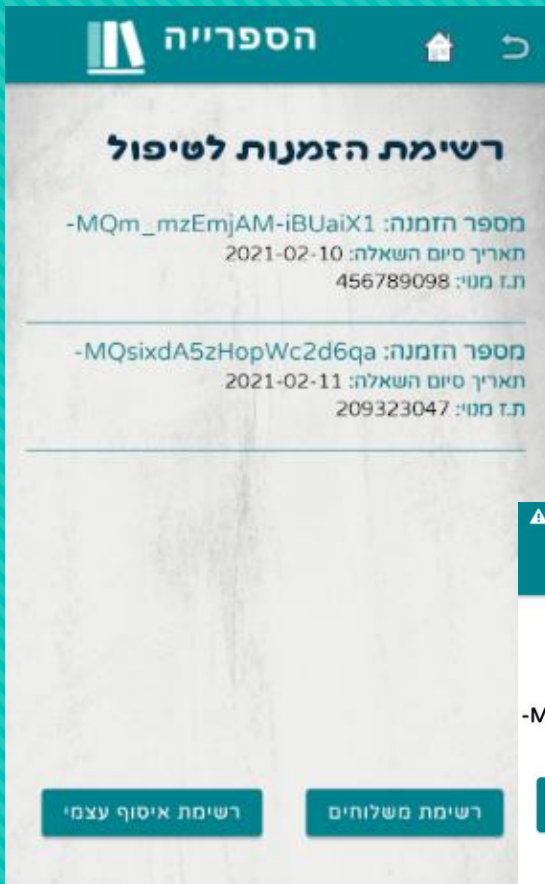 הספרייה
רשימת הזמנות לטיפול
מספר הזמנה: -MQm_mzEmjAM-iBUaiX1
תאריך סיום השאלה: 2021-02-10
ת.ז מנוי: 456789098
מספר הזמנה: -MQsixdA5zHopWc2d6qa
תאריך סיום השאלה: 2021-02-11
ת.ז מנוי: 209323047
-M
רשימת משלוחים
רשימת איסוף עצמי